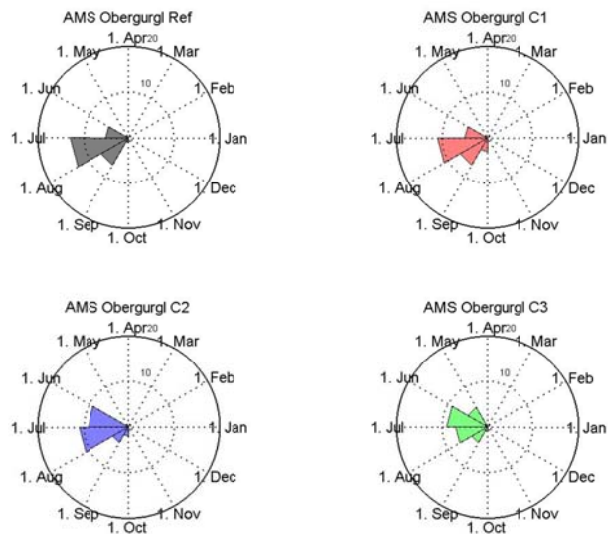 AMS Obergurgl Ref
1. Apr 20
1. May
1. Mar
1. Jun
10
1. Feb
1. Jul
1. Jan
1. Aug
1. Dec
1. Sep
1. Nov
1. Oct
AMS Obergurgl C1
1. Apr 20
1. May
1. Mar
1. Jun
10
1. Feb
1. Jul
1. Jan
1. Aug
1. Dec
1. Sep
1. Nov
1. Oct
AMS Obergurgl C2
1. Apr 20
1. May
1. Mar
1. Jun
10
1. Feb
1. Jul
1. Jan
1. Aug
1. Dec
1. Sep
1. Nov
1. Oct
AMS Obergurgl C3
1. Apr 20
1. May
1. Mar
1. Jun
10
1. Feb
1. Jul
1. Jan
1. Aug
1. Dec
1. Sep
1. Nov
1. Oct